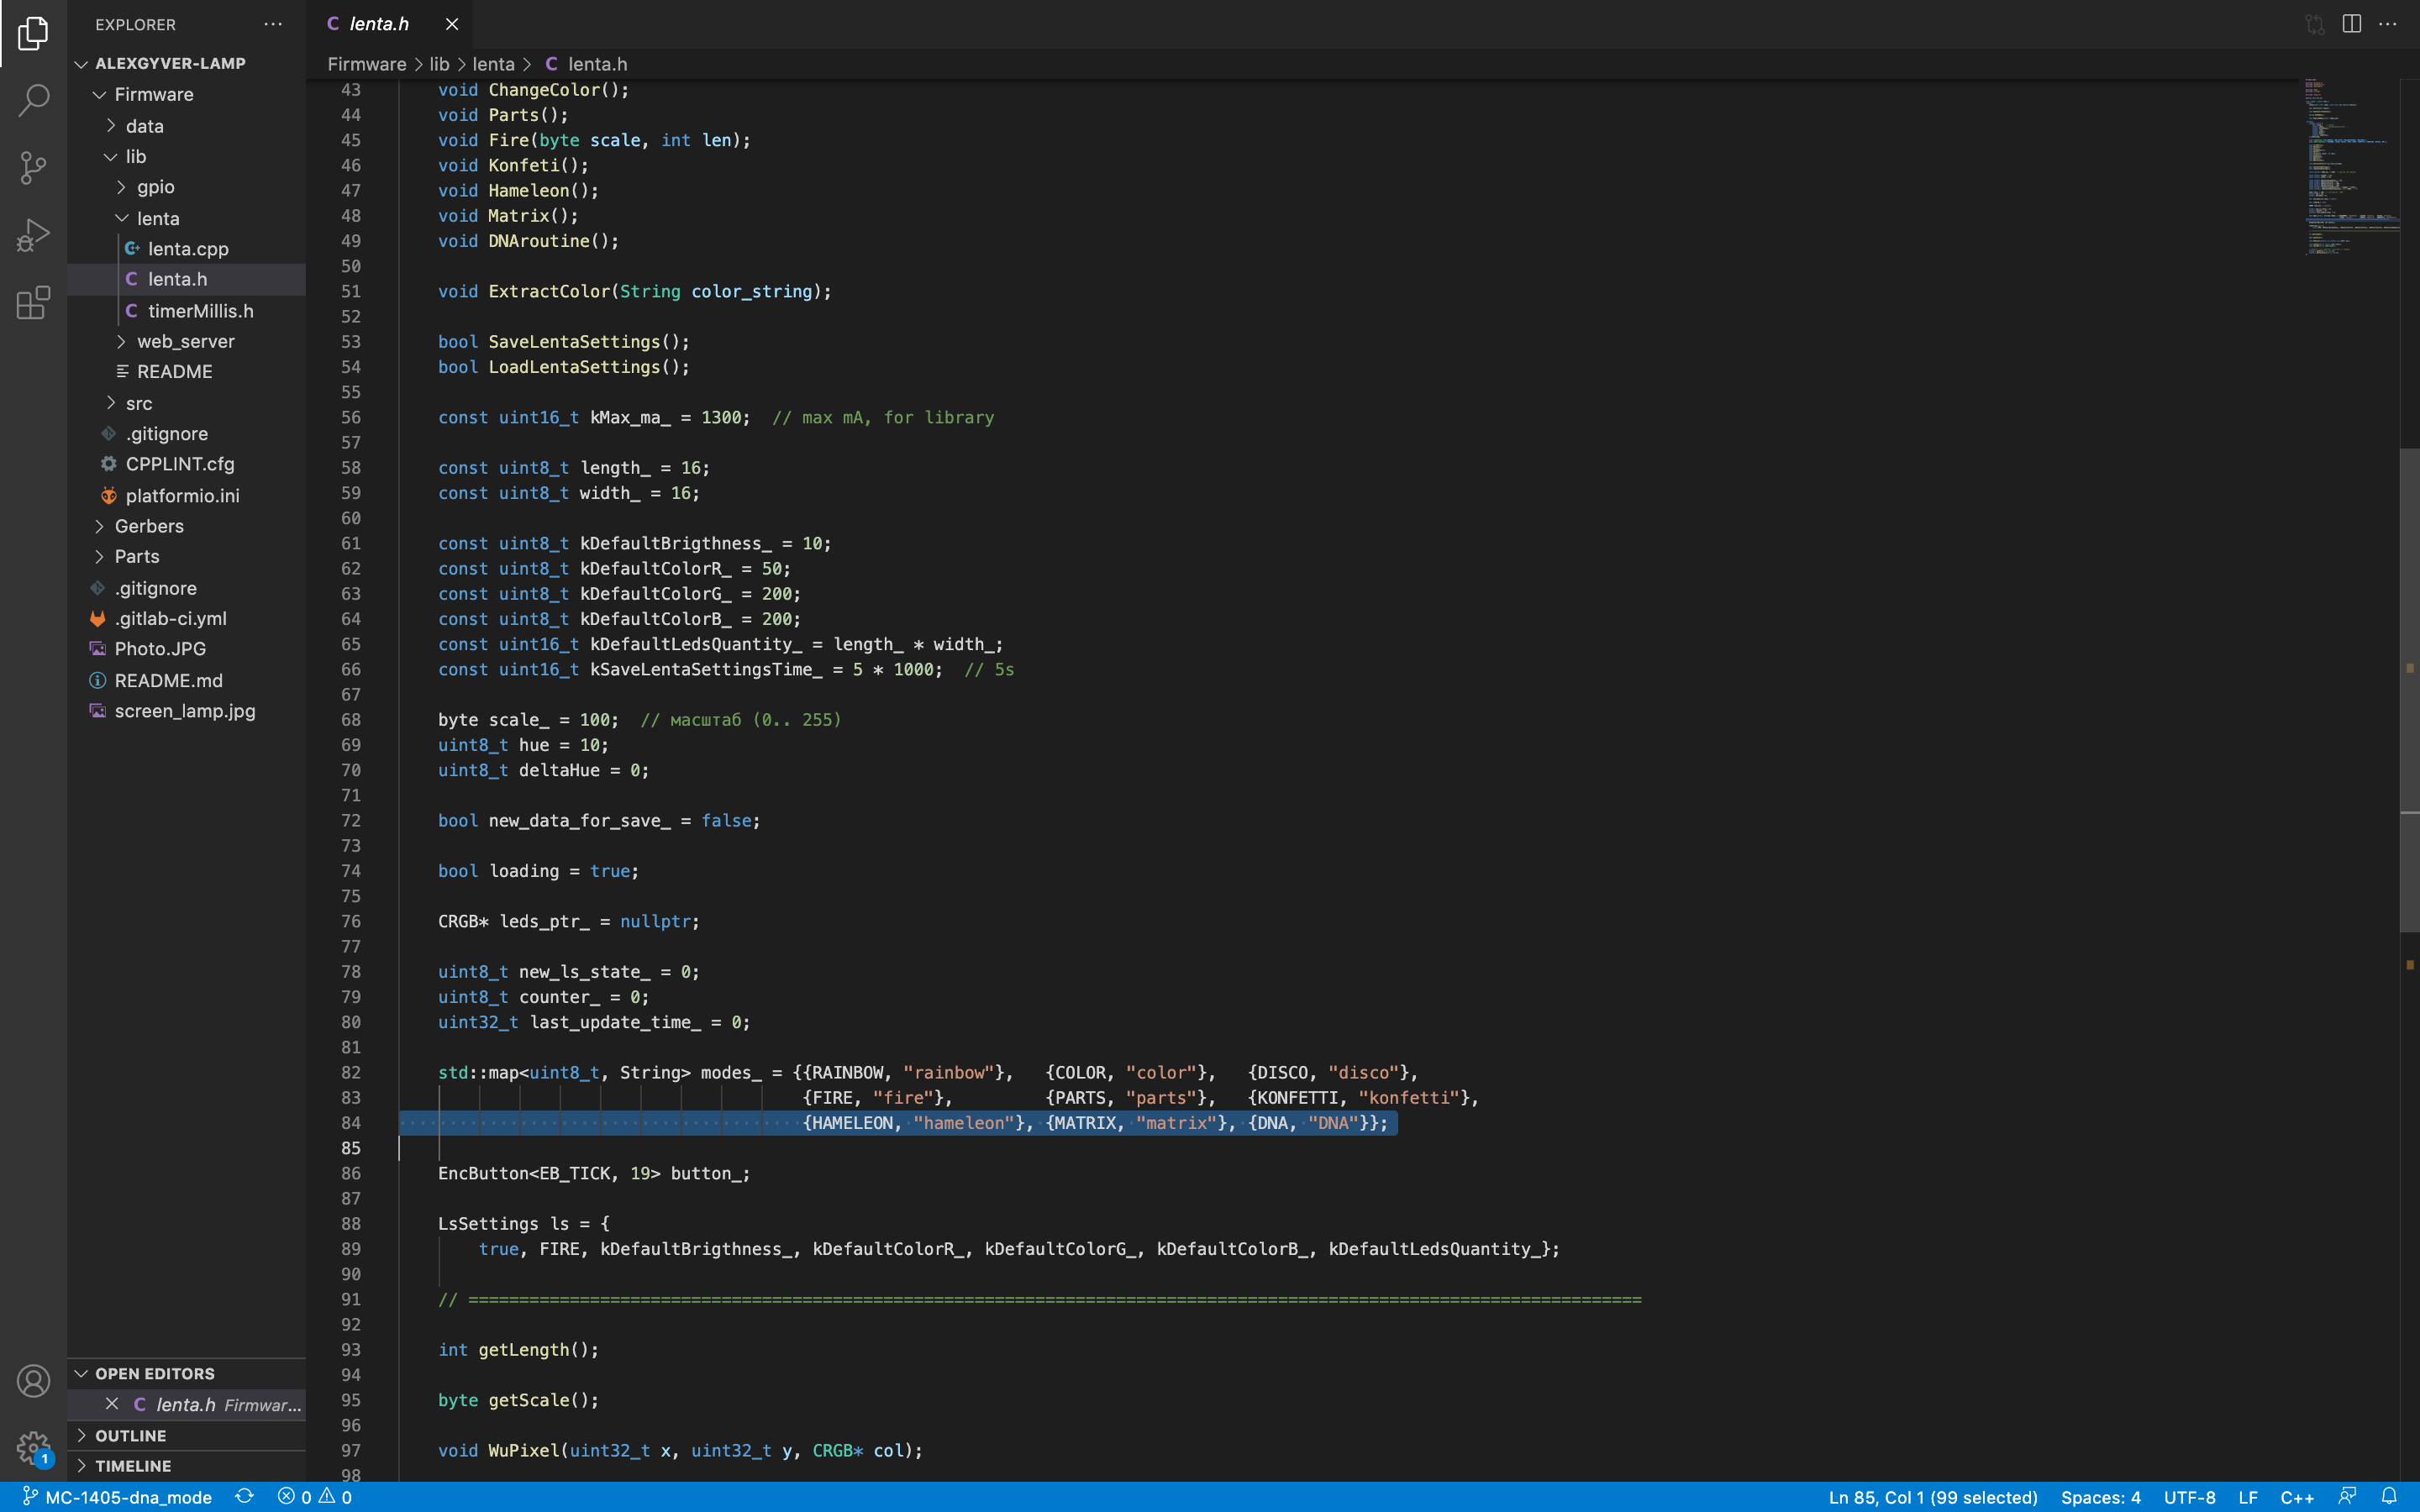 EXPLORER
ALEXGYVER-LAMP
Firmware
data
lib
gpio
lenta
lenta.cpp
lenta.h
timerMillis.h
web_server
README
src
.gitignore
CPPLINT.cfg
platformio.ini
Gerbers
Parts
.gitignore
.gitlab-ci.yml
Photo.JPG
README.md
screen_lamp.jpg
OPEN EDITORS
lenta.h Firmwar...
OUTLINE
TIMELINE
lenta.h
Firmware > lib > lenta > C lenta.h
43 void ChangeColor();
44 void Parts();
45 void Fire(byte scale, int len);
46 void Konfeti();
47 void Hameleon();
48 void Matrix();
49 void DNAroutine();
50
51 void ExtractColor(String color_string);
52
53 bool SaveLentaSettings();
54 bool LoadLentaSettings();
55
56 const uint16_t kMax_ma_ = 1300;  // max mA, for library
57
58 const uint8_t length_ = 16;
59 const uint8_t width_ = 16;
60
61 const uint8_t kDefaultBrigthness_ = 10;
62 const uint8_t kDefaultColorR_ = 50;
63 const uint8_t kDefaultColorG_ = 200;
64 const uint8_t kDefaultColorB_ = 200;
65 const uint16_t kDefaultLedsQuantity_ = length_ * width_;
66 const uint16_t kSaveLentaSettingsTime_ = 5 * 1000;  // 5s
67
68 byte scale_ = 100;  // масштаб (0.. 255)
69 uint8_t hue = 10;
70 uint8_t deltaHue = 0;
71
72 bool new_data_for_save_ = false;
73
74 bool loading = true;
75
76 CRGB* leds_ptr_ = nullptr;
77
78 uint8_t new_ls_state_ = 0;
79 uint8_t counter_ = 0;
80 uint32_t last_update_time_ = 0;
81
82 std::map<uint8_t, String> modes_ = {{RAINBOW, "rainbow"},   {COLOR, "color"},   {DISCO, "disco"},
83 {FIRE, "fire"},         {PARTS, "parts"},   {KONFETTI, "konfetti"},
84 {HAMELEON, "hameleon"}, {MATRIX, "matrix"}, {DNA, "DNA"}};
85
86 EncButton<EB_TICK, 19> button_;
87
88 LsSettings ls = {
89 true, FIRE, kDefaultBrigthness_, kDefaultColorR_, kDefaultColorG_, kDefaultColorB_, kDefaultLedsQuantity_};
90
91 // ====================================================================================================================
92
93 int getLength();
94
95 byte getScale();
96
97 void WuPixel(uint32_t x, uint32_t y, CRGB* col);
98
1
MC-1405-dna_mode 0 0 Ln 85, Col 1 (99 selected) Spaces: 4 UTF-8 LF C++